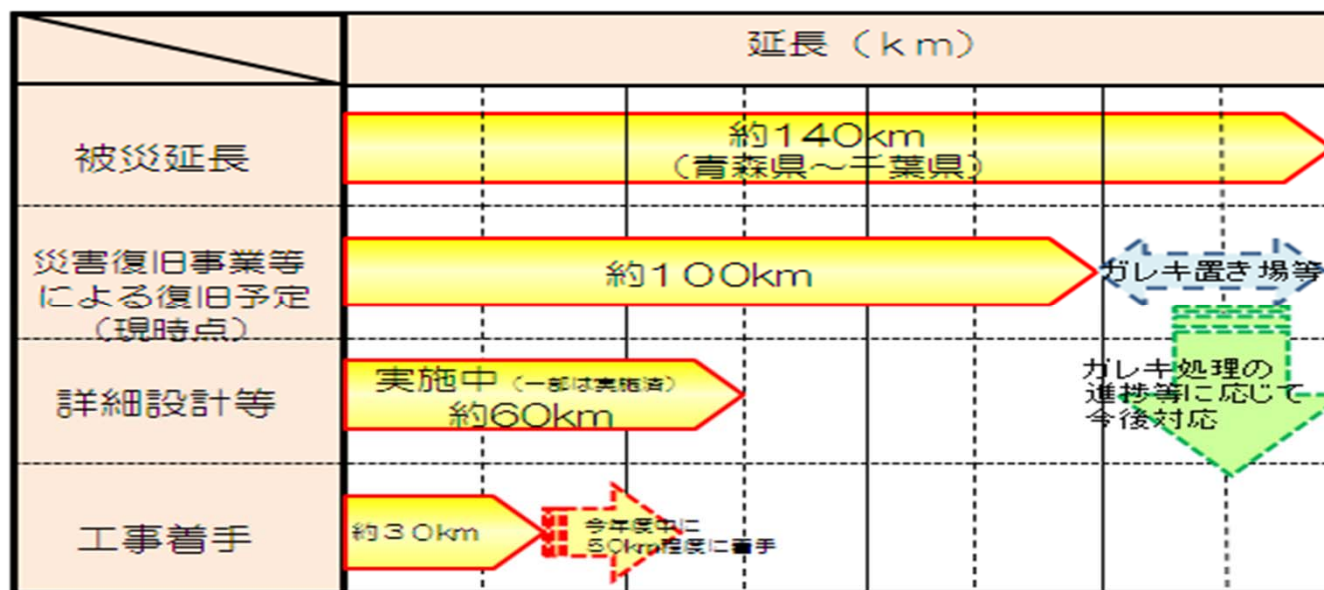 延長（ｋｍ）
被災延長
約140km
（青森県～千葉県）
災害復旧事業等
による復旧予定
（現時点）
約１００km
ガレキ置き場等
詳細設計等
実施中（一部は実施済）
約60km
ガレキ処理の
進捗等に応じて
今後対応
工事着手
約３０km
今年度中に
50km程度に着手